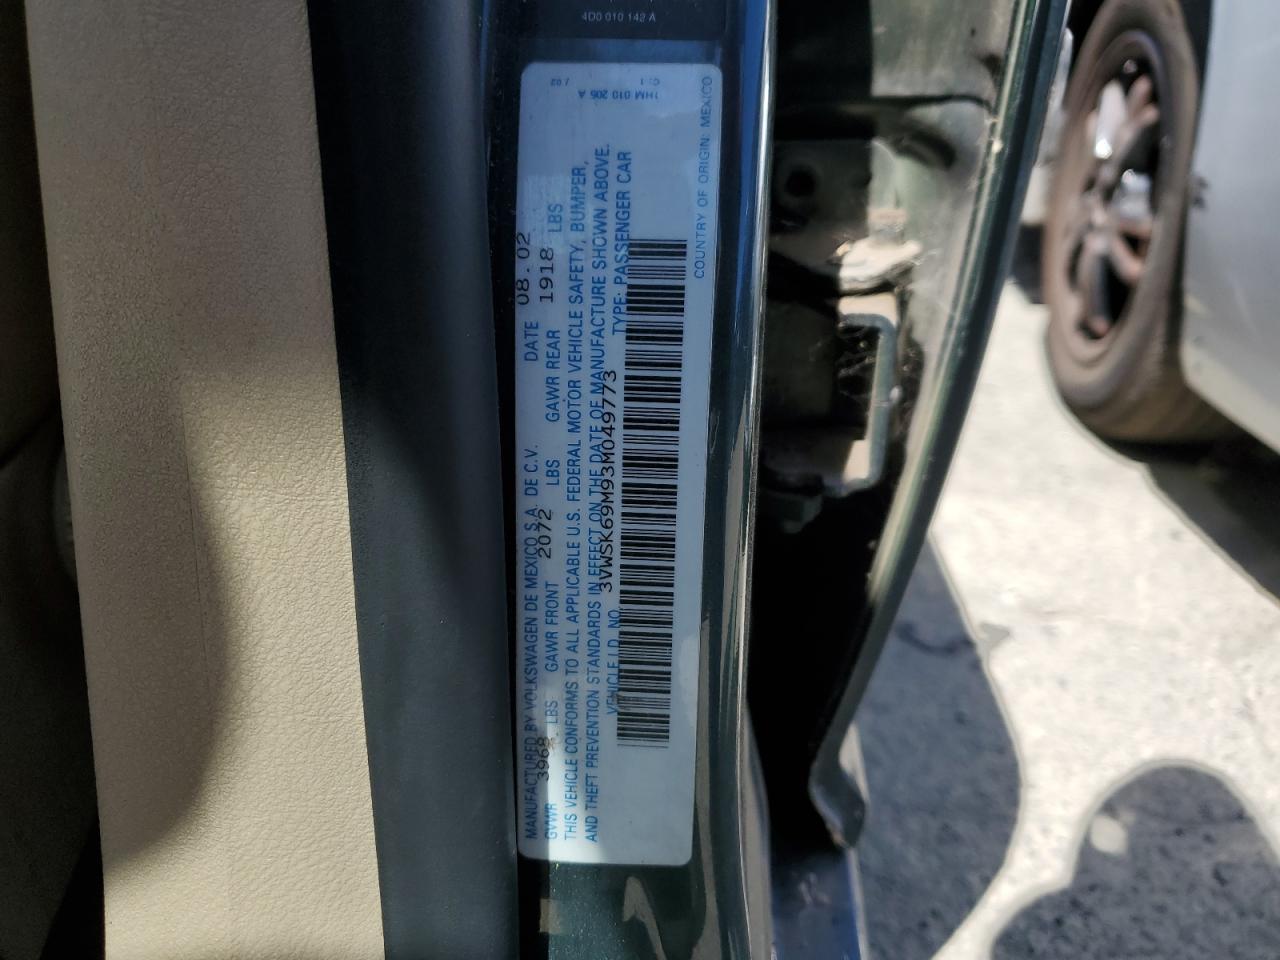 4D0 010 142 A
MANUFACTURED BY VOLKSWAGEN DE MEXICO S.A. DE C.V. DATE 08.02
GVWR 3968 LBS GAWR FRONT 2072 LBS GAWR REAR 1918 LBS
THIS VEHICLE CONFORMS TO ALL APPLICABLE U.S. FEDERAL MOTOR VEHICLE SAFETY, BUMPER,
AND THEFT PREVENTION STANDARDS IN EFFECT ON THE DATE OF MANUFACTURE SHOWN ABOVE.
VEHICLE I.D. NO. 3VWSK69M93M049773 TYPE: PASSENGER CAR
COUNTRY OF ORIGIN: MEXICO
1HM 010 205 A